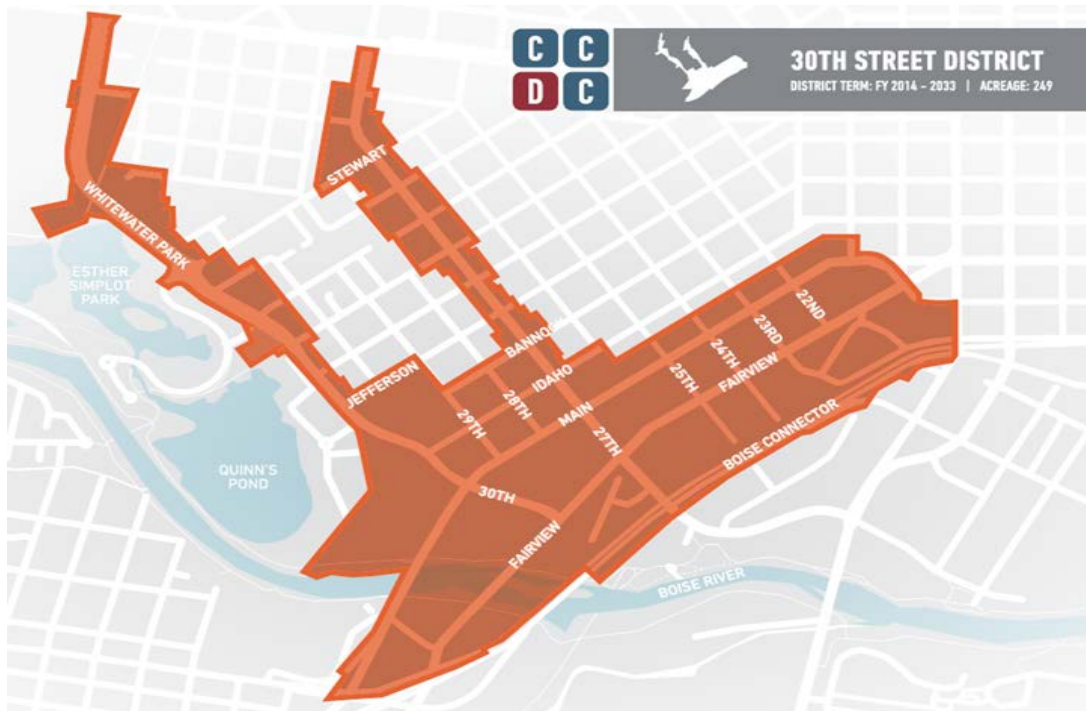 C C
D C
30TH STREET DISTRICT
DISTRICT TERM: FY 2014 – 2033 | ACREAGE: 249
STEWART
WHITEWATER PARK
ESTHER
SIMPLOT
PARK
22ND
23RD
BANNOCK
24TH
FAIRVIEW
JEFFERSON
IDAHO
25TH
28TH
MAIN
29TH
27TH
BOISE CONNECTOR
QUINN'S
POND
30TH
FAIRVIEW
BOISE RIVER